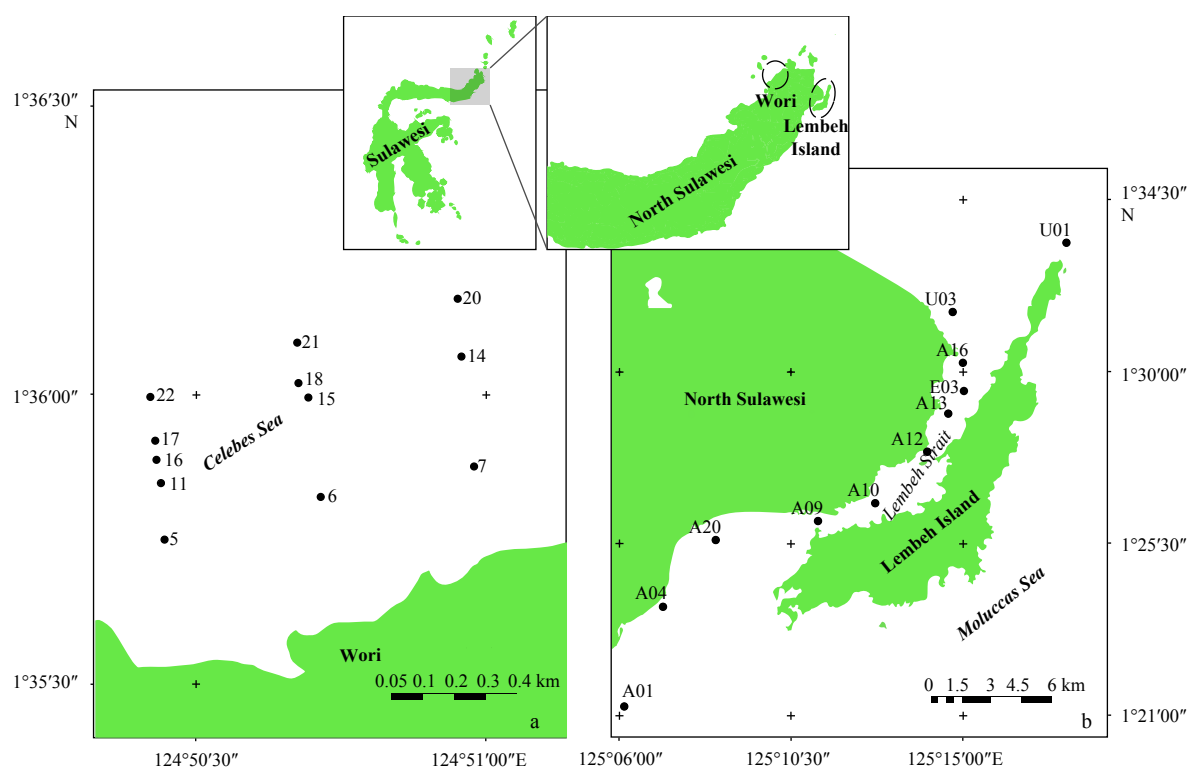 Sulawesi
Wori
Lembeh
Island
North Sulawesi
1°36′30″
N
1°36′00″
1°35′30″
20
21
14
18
15
22
17
16
11
7
6
5
Celebes Sea
Wori
0.05 0.1 0.2 0.3 0.4 km
a
124°50′30″
124°51′00″
1°34′30″
N
1°30′00″
1°25′30″
1°21′00″
U01
U03
A16
E03
A13
A12
A10
A09
A20
A04
A01
North Sulawesi
Lembeh Strait
Lembeh Island
Moluccas Sea
0 1.5 3 4.5 6 km
b
125°06′00″
125°10′30″
125°15′00″E